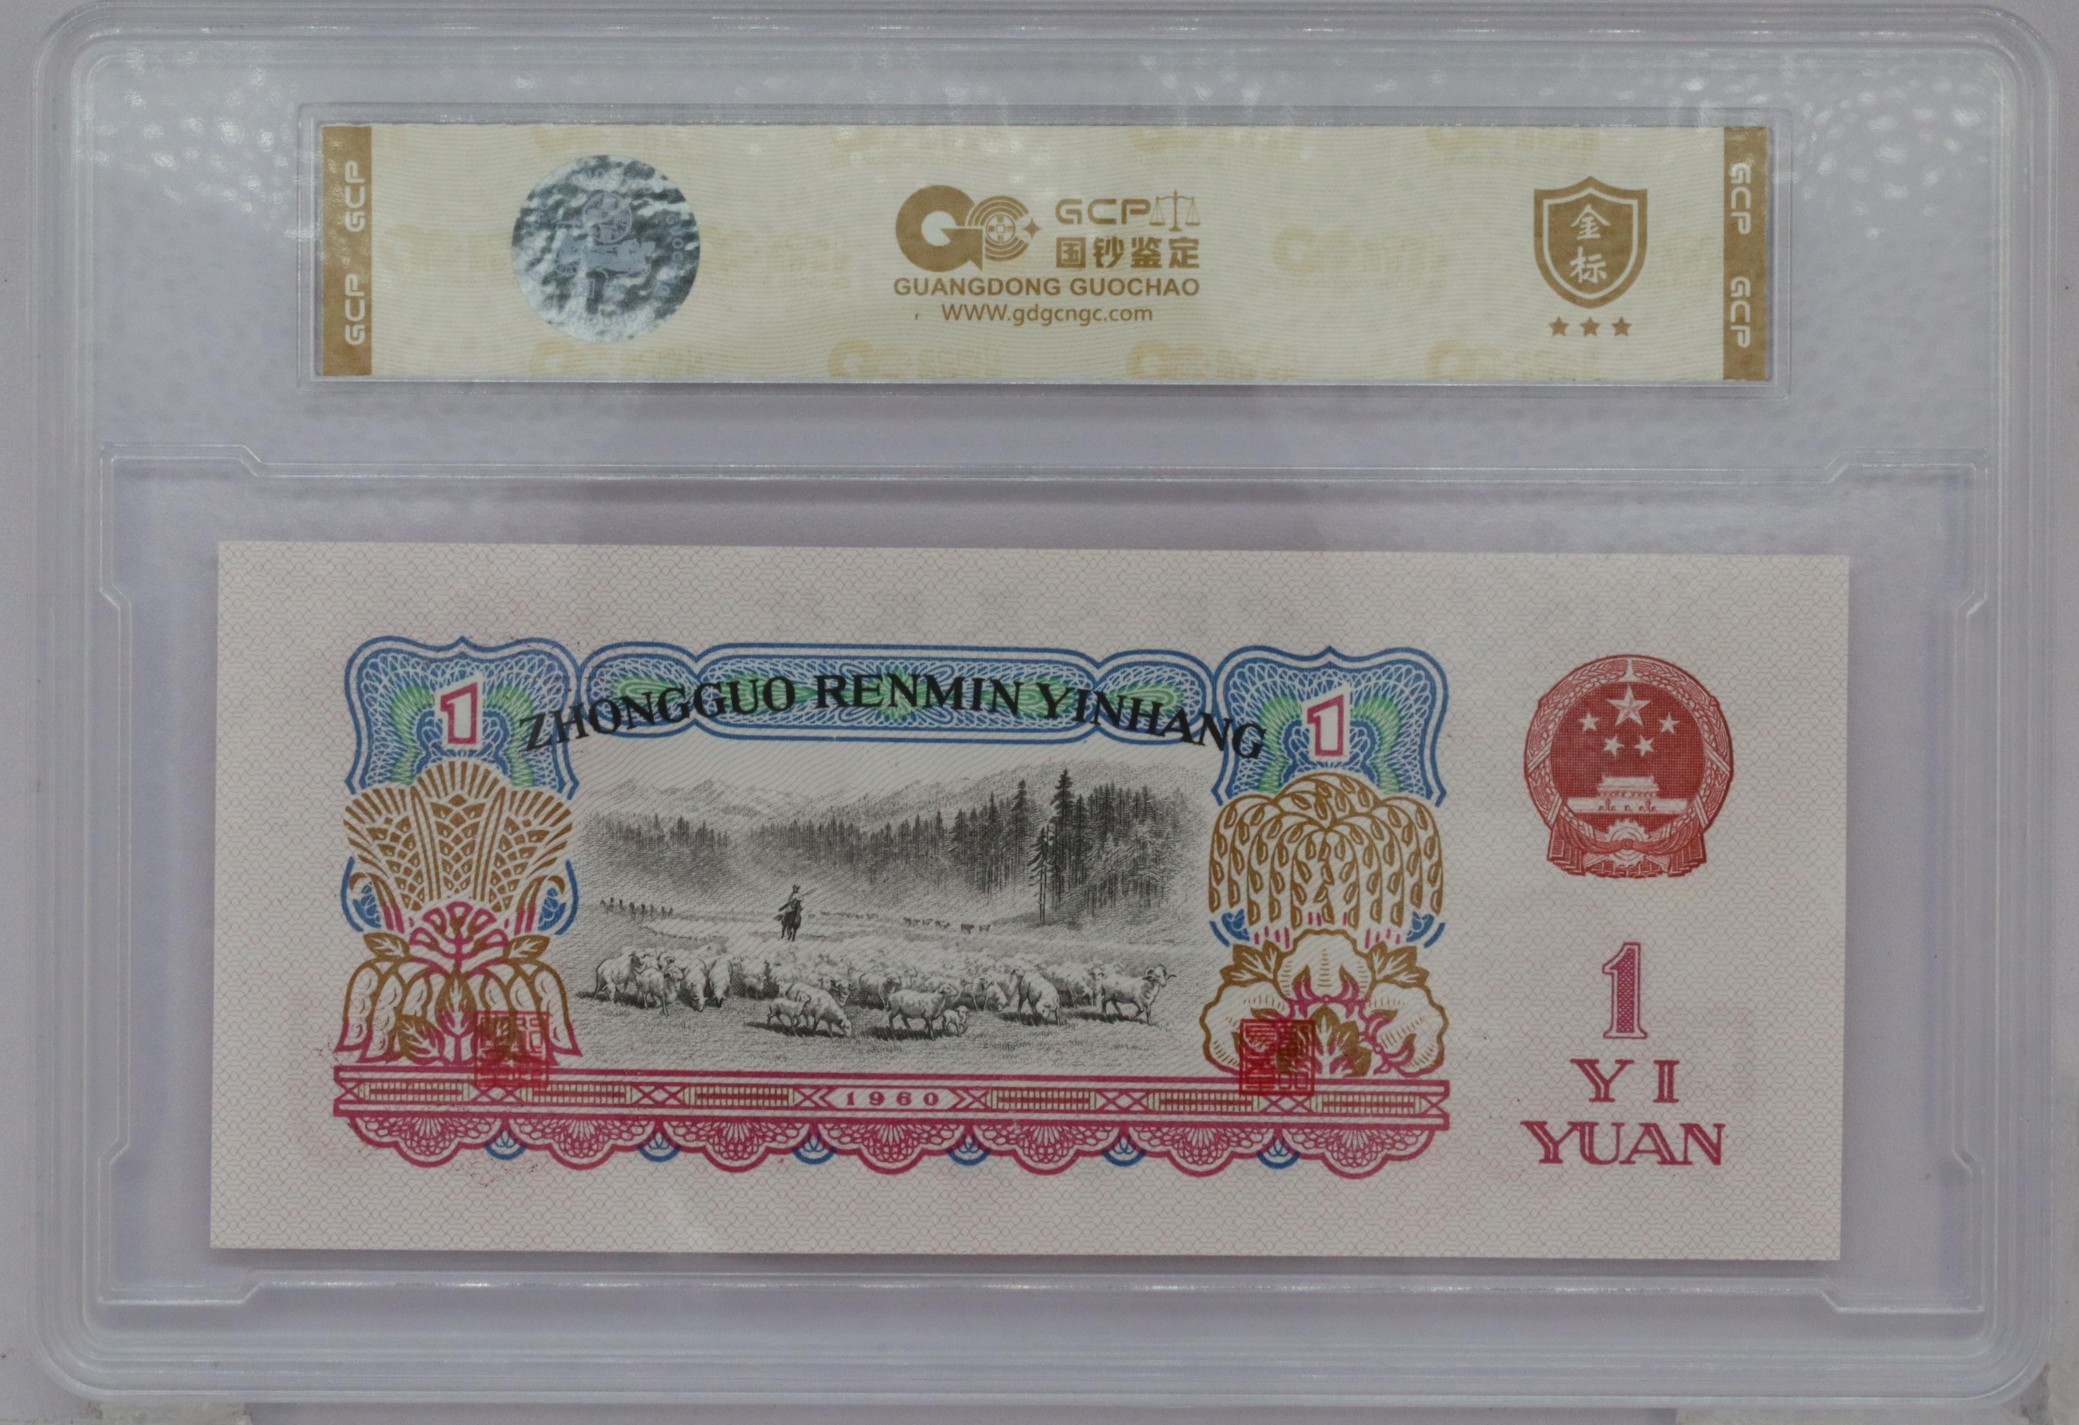 GCP GCP
GCP 国钞鉴定
GUANGDONG GUOCHAO
WWW.gdgcngc.com
金标
GCP GCP
1
ZHONGGUO RENMIN YINHANG
1
1960
1
YI
YUAN